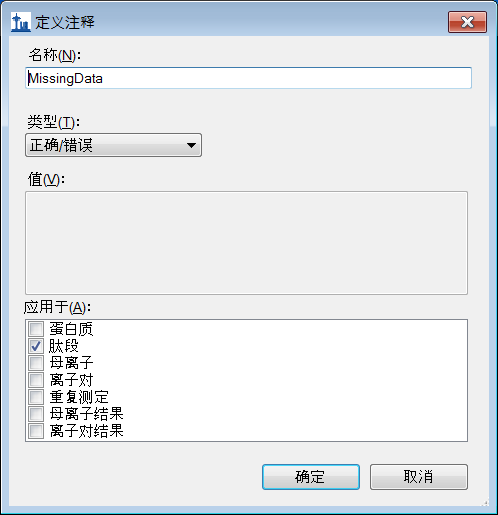 定义注释
名称(N):
MissingData
类型(T):
正确/错误
值(V):
应用于(A):
蛋白质
肽段
母离子
离子对
重复测定
母离子结果
离子对结果
确定 取消